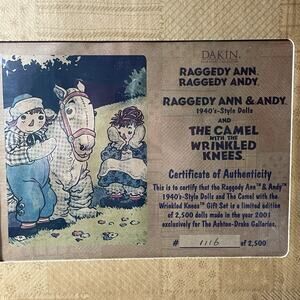 DAKIN.
RAGGEDY ANN™
RAGGEDY ANDY™
RAGGEDY ANN & ANDY™
1940's-Style Dolls
AND
THE CAMEL
WITH THE
WRINKLED
KNEES
Certificate of Authenticity
This is to certify that the Raggedy Ann™ & Andy™
1940's-Style Dolls and The Camel with the
Wrinkled Knees™ Gift Set is a limited edition
of 2,500 dolls made in the year 2001
exclusively for The Ashton-Drake Galleries.
# 1116 of 2,500